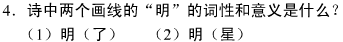 4．诗中两个画线的“明”的词性和意义是什么？
（1）明（了）　（2）明（星）